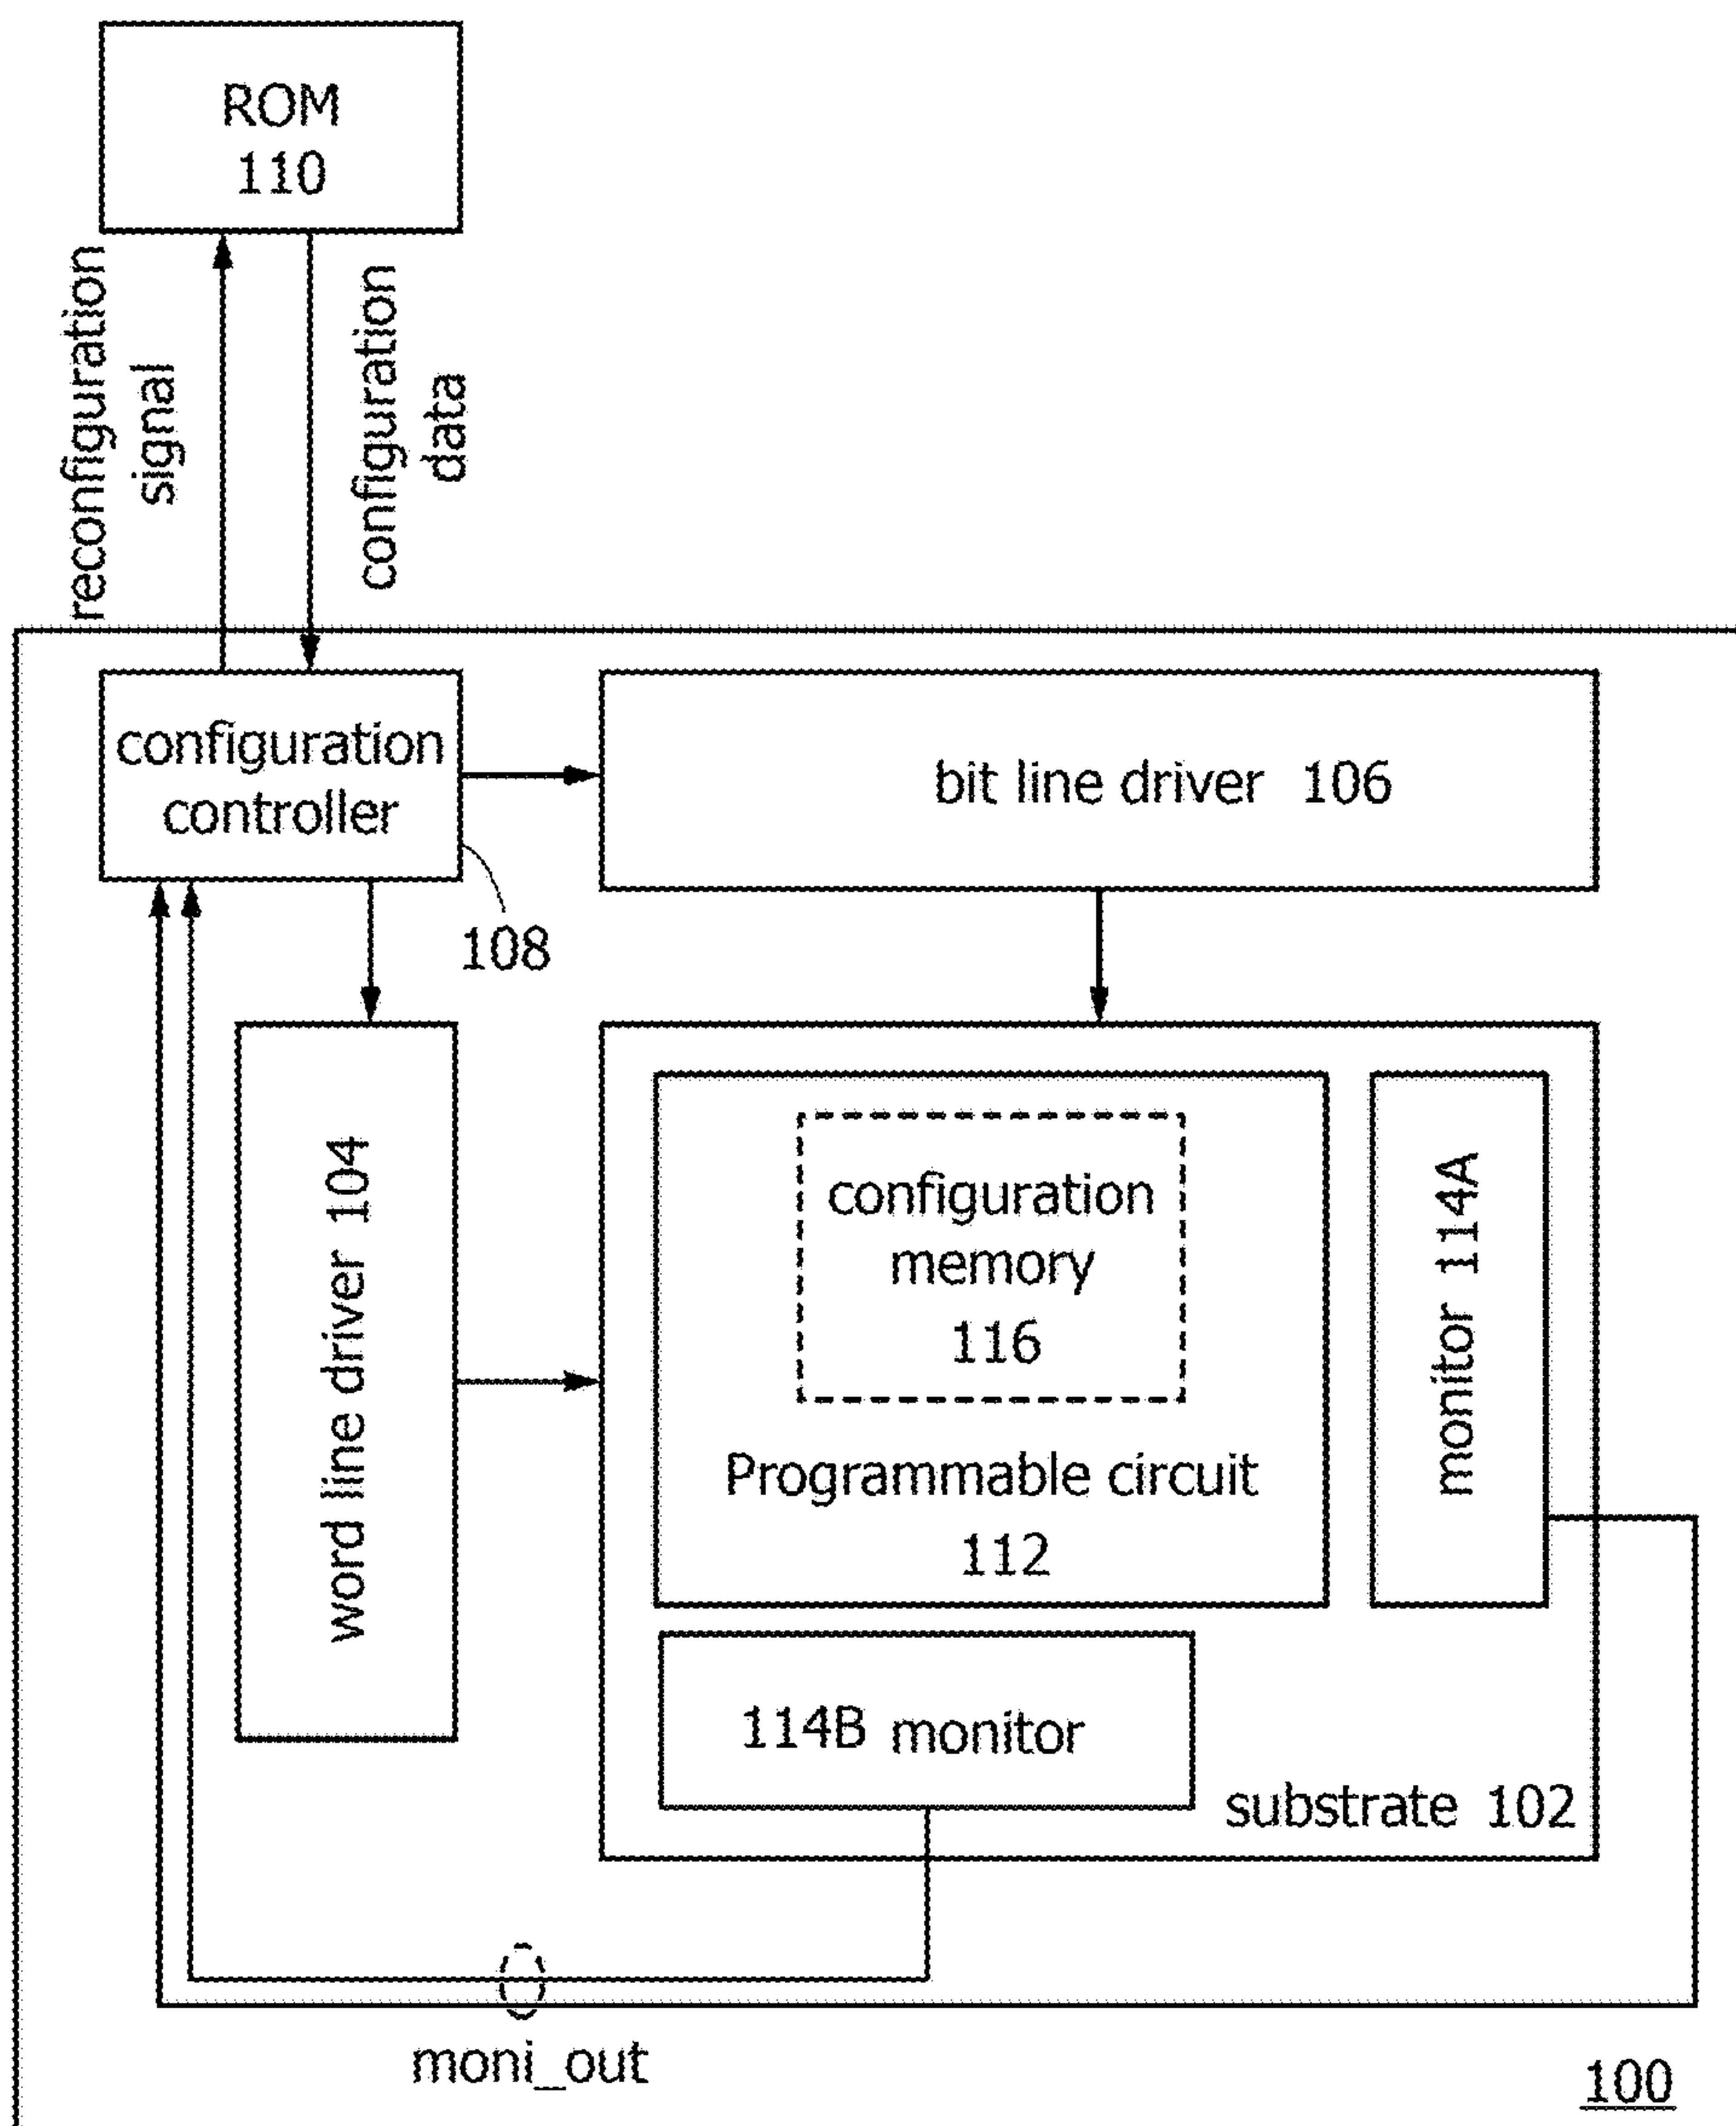 ROM
110
reconfiguration
signal
configuration
data
configuration
controller
108
bit line driver 106
word line driver 104
configuration
memory
116
Programmable circuit
112
monitor 114A
114B monitor
substrate 102
moni_out
100